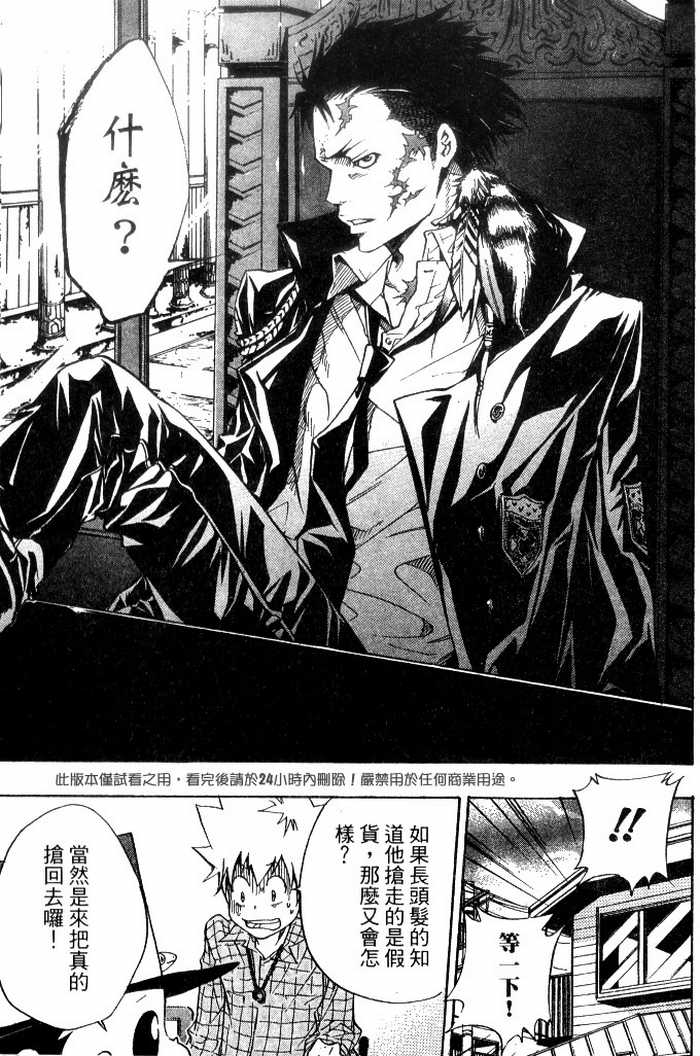 什麼？
此版本僅試看之用，看完後請於24小時內刪除！嚴禁用於任何商業用途。
!!
等一下！
如果長頭髮的知
道他搶走的是假
貨，那麼又會怎
樣？
當然是來把真的
搶回去囉！